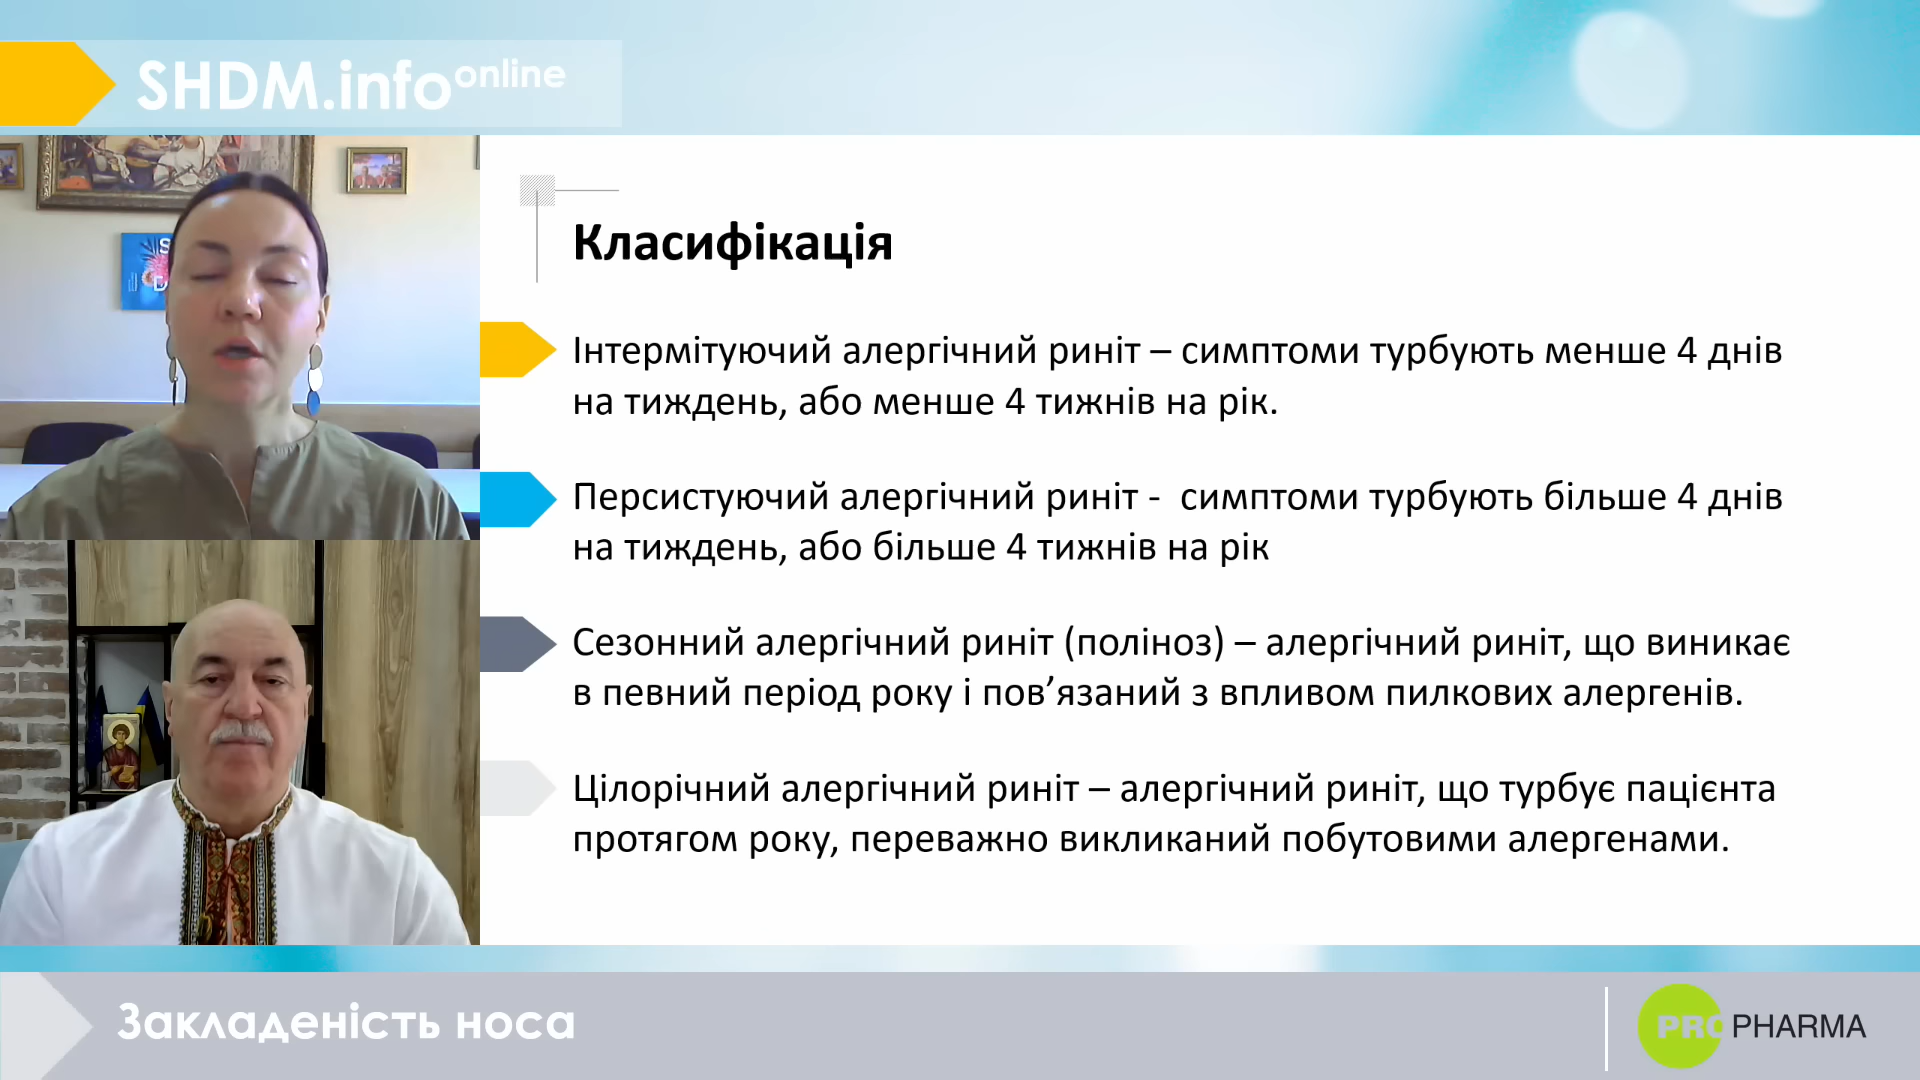 SHDM.info online
Класифікація
Інтермітуючий алергічний риніт – симптоми турбують менше 4 днів
на тиждень, або менше 4 тижнів на рік.
Персистуючий алергічний риніт -  симптоми турбують більше 4 днів
на тиждень, або більше 4 тижнів на рік
Сезонний алергічний риніт (поліноз) – алергічний риніт, що виникає
в певний період року і пов’язаний з впливом пилкових алергенів.
Цілорічний алергічний риніт – алергічний риніт, що турбує пацієнта
протягом року, переважно викликаний побутовими алергенами.
Закладеність носа
PRO PHARMA